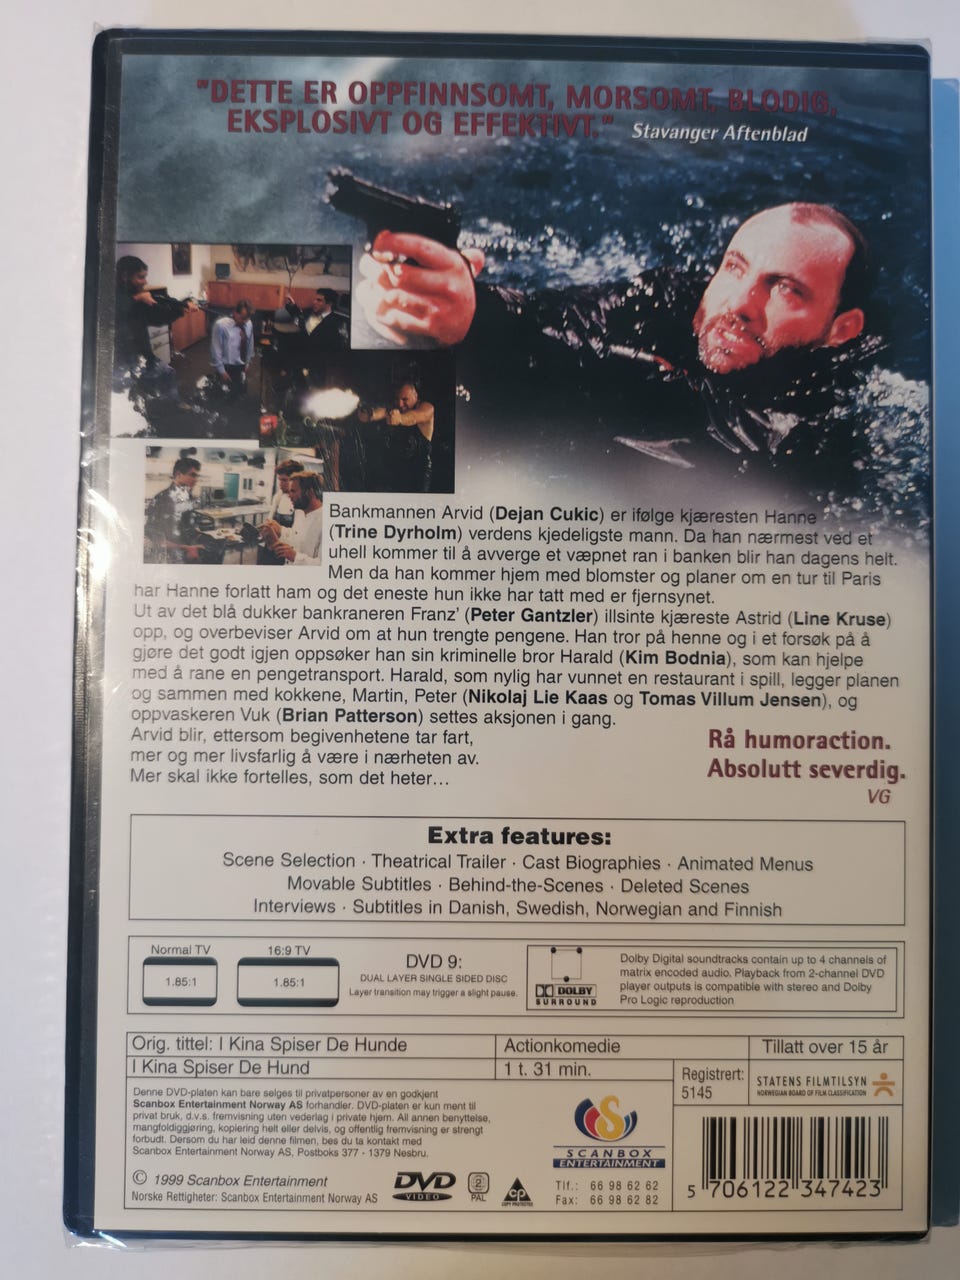 "DETTE ER OPPFINNSOMT, MORSOMT, BLODIG,
EKSPLOSIVT OG EFFEKTIVT." Stavanger Aftenblad
Bankmannen Arvid (Dejan Cukic) er ifølge kjæresten Hanne
(Trine Dyrholm) verdens kjedeligste mann. Da han nærmest ved et
uhell kommer til å avverge et væpnet ran i banken blir han dagens helt.
Men da han kommer hjem med blomster og planer om en tur til Paris
har Hanne forlatt ham og det eneste hun ikke har tatt med er fjernsynet.
Ut av det blå dukker bankraneren Franz' (Peter Gantzler) illsinte kjæreste Astrid (Line Kruse)
opp, og overbeviser Arvid om at hun trengte pengene. Han tror på henne og i et forsøk på å
gjøre det godt igjen oppsøker han sin kriminelle bror Harald (Kim Bodnia), som kan hjelpe
med å rane en pengetransport. Harald, som nylig har vunnet en restaurant i spill, legger planen
og sammen med kokkene, Martin, Peter (Nikolaj Lie Kaas og Tomas Villum Jensen), og
oppvaskeren Vuk (Brian Patterson) settes aksjonen i gang.
Arvid blir, ettersom begivenhetene tar fart,
mer og mer livsfarlig å være i nærheten av.
Mer skal ikke fortelles, som det heter...
Rå humoraction.
Absolutt severdig.
VG
Extra features:
Scene Selection · Theatrical Trailer · Cast Biographies · Animated Menus
Movable Subtitles · Behind-the-Scenes · Deleted Scenes
Interviews · Subtitles in Danish, Swedish, Norwegian and Finnish
Normal TV
1.85:1
16:9 TV
1.85:1
DVD 9:
DUAL LAYER SINGLE SIDED DISC
Layer transition may trigger a slight pause.
DOLBY
SURROUND
Dolby Digital soundtracks contain up to 4 channels of
matrix encoded audio. Playback from 2-channel DVD
player outputs is compatible with stereo and Dolby
Pro Logic reproduction
Orig. tittel: I Kina Spiser De Hunde
Actionkomedie
Tillatt over 15 år
I Kina Spiser De Hund
1 t. 31 min.
Registrert:
5145
STATENS FILMTILSYN
NORWEGIAN BOARD OF FILM CLASSIFICATION
Denne DVD-platen kan bare selges til privatpersoner av en godkjent
Scanbox Entertainment Norway AS forhandler. DVD-platen er kun ment til
privat bruk, d.v.s. fremvisning uten vederlag i private hjem. All annen benyttelse,
mangfoldiggjøring, kopiering helt eller delvis, og offentlig fremvisning er strengt
forbudt. Dersom du har leid denne filmen, bes du ta kontakt med
Scanbox Entertainment Norway AS, Postboks 377 - 1379 Nesbru.
© 1999 Scanbox Entertainment
Norske Rettigheter: Scanbox Entertainment Norway AS
DVD
VIDEO
2
PAL
CP
COPY PROTECTED
SCANBOX
ENTERTAINMENT
Tlf.: 66 98 62 62
Fax: 66 98 62 82
5 706122 347423